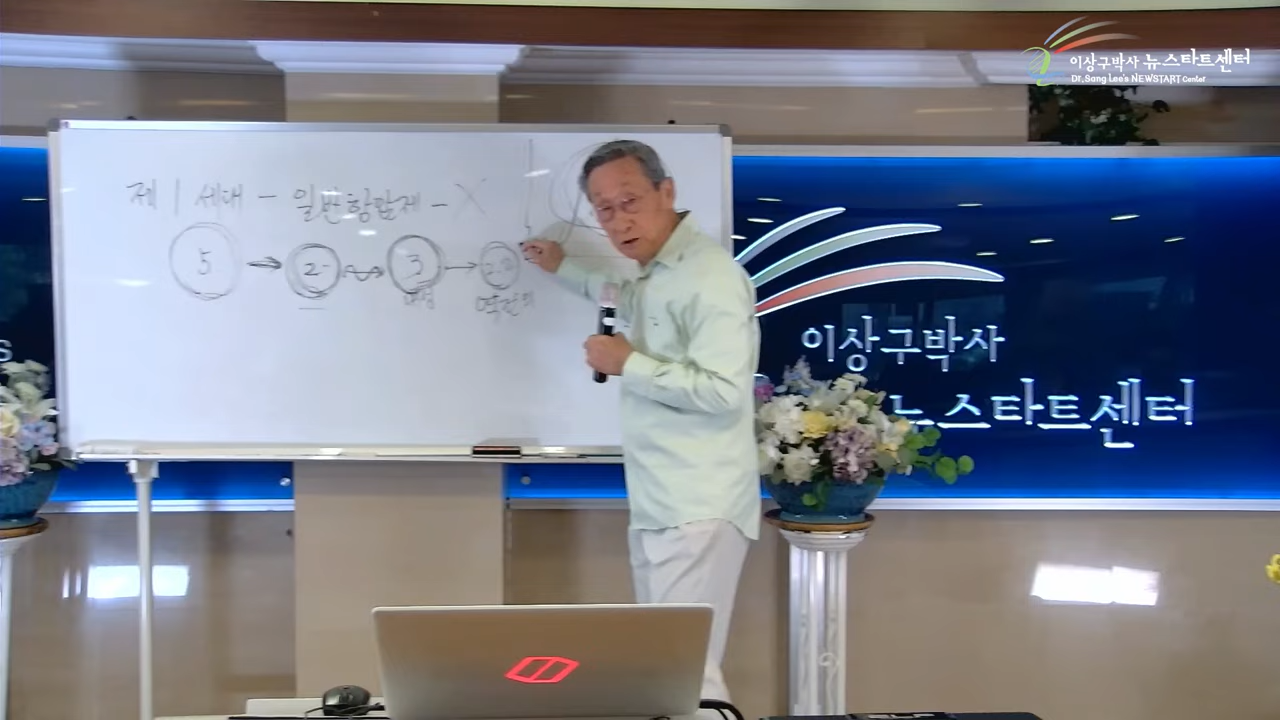 이상구박사 뉴스타트센터
Dr.Sang Lee's NEWSTART Center
제 1 세대 - 일반항암제 - X
5 → 2 → 3 →
이상구박사
뉴스타트센터
S